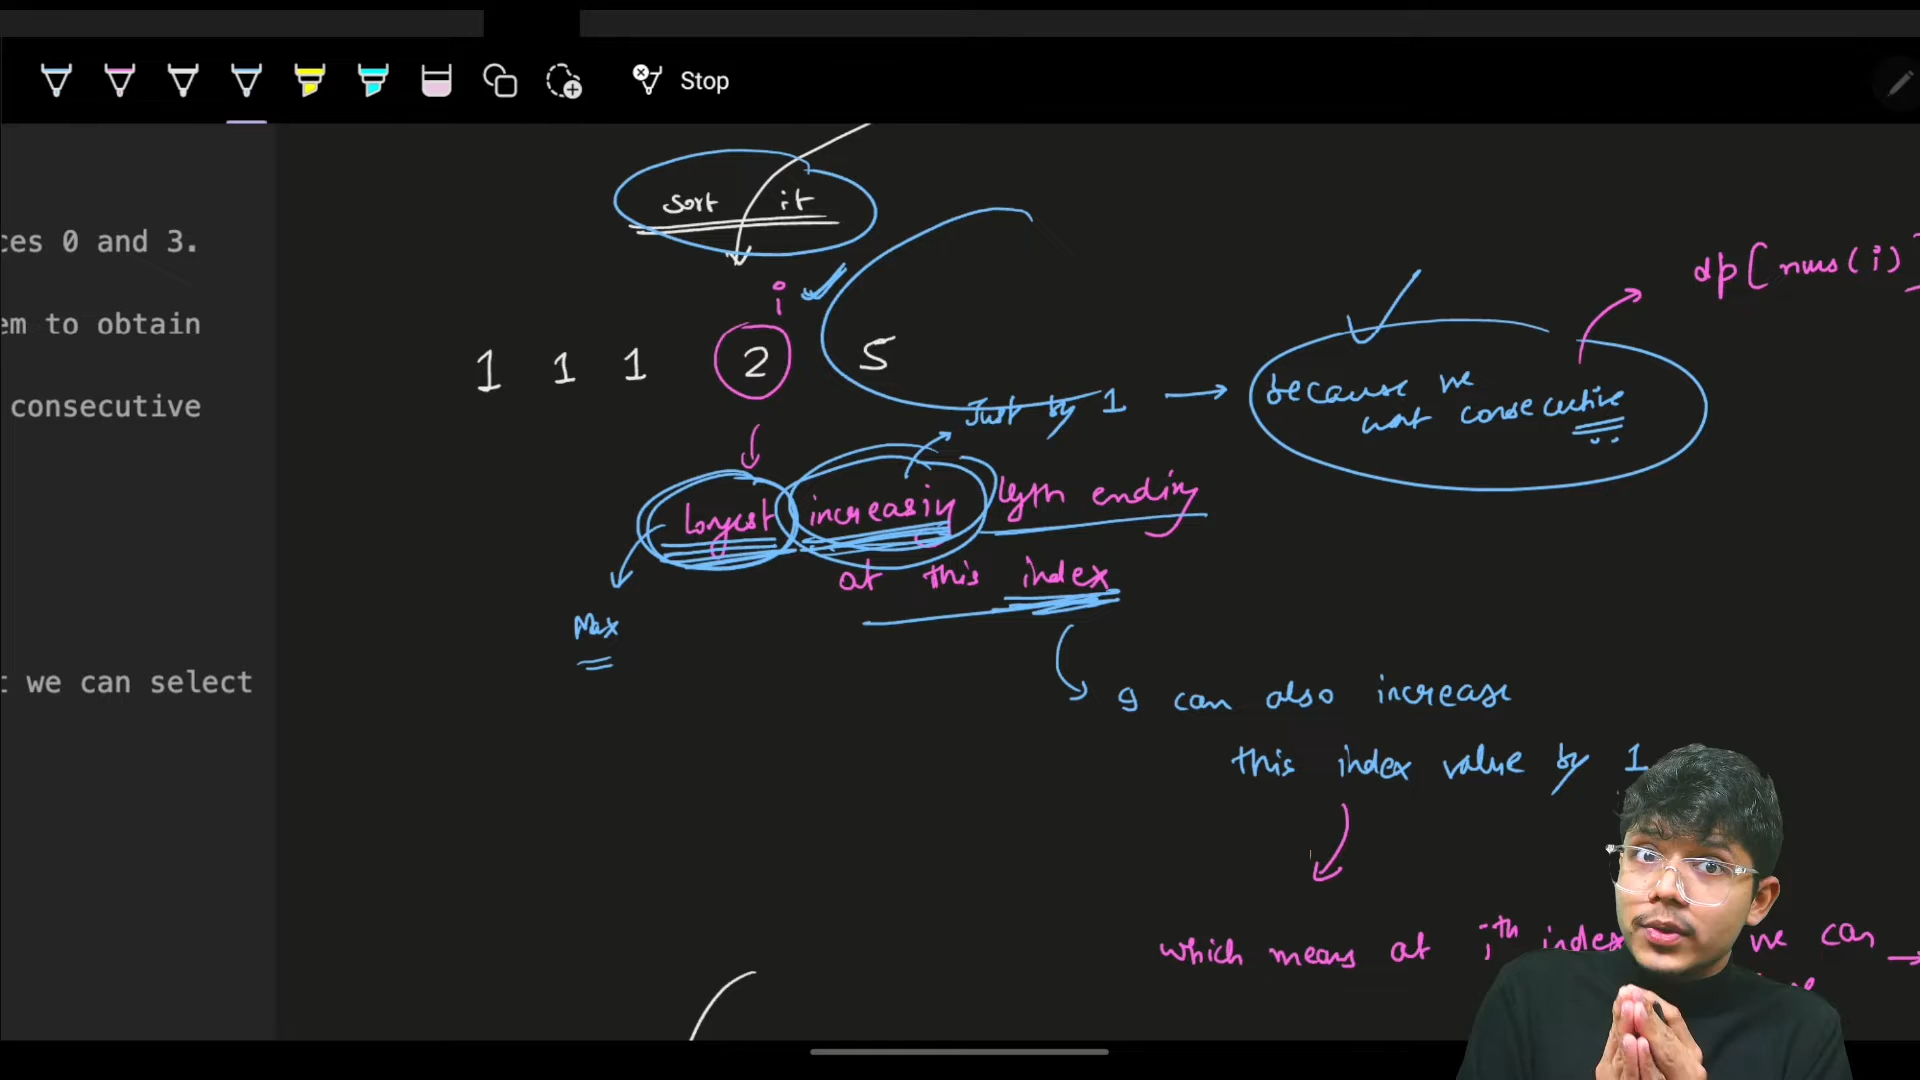 Stop
sort it
ces 0 and 3.
i
dp[nums(i)]
em to obtain
1 1 1 2 5
Just by 1
because we
want consecutive
consecutive
longest increasing length ending
at this index
Max
I can also increase
t we can select
this index value by 1
which means at ith index we can